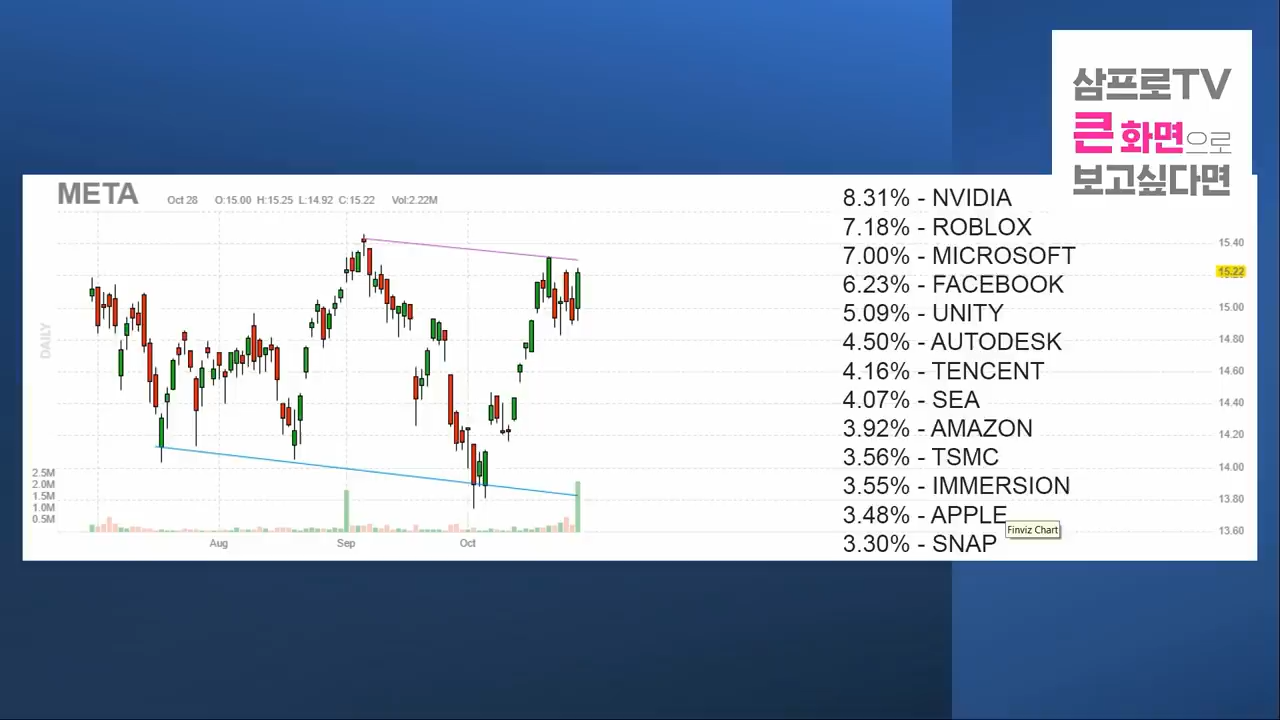 삼프로TV
큰 화면으로
보고싶다면
META
Oct 28 O:15.00 H:15.25 L:14.92 C:15.22 Vol:2.22M
DAILY
2.5M
2.0M
1.5M
1.0M
0.5M
Aug Sep Oct
8.31% - NVIDIA
7.18% - ROBLOX
7.00% - MICROSOFT
6.23% - FACEBOOK
5.09% - UNITY
4.50% - AUTODESK
4.16% - TENCENT
4.07% - SEA
3.92% - AMAZON
3.56% - TSMC
3.55% - IMMERSION
3.48% - APPLE
3.30% - SNAP
Finviz Chart
15.40
15.22
15.00
14.80
14.60
14.40
14.20
14.00
13.80
13.60